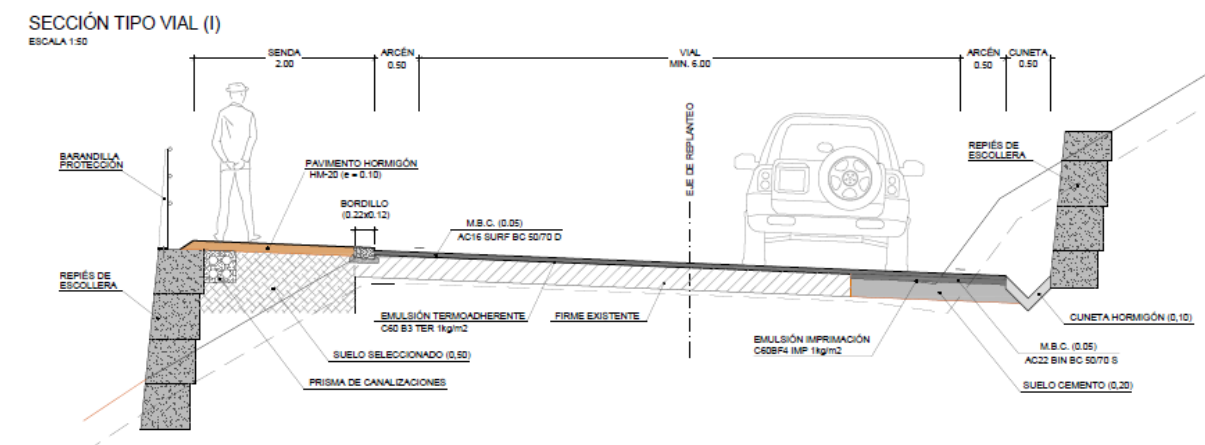 SECCIÓN TIPO VIAL (I)
ESCALA 1:50
SENDA
2.00
ARCÉN
0.50
VIAL
MIN. 6.00
ARCÉN
0.50
CUNETA
0.50
EJE DE REPLANTEO
BARANDILLA
PROTECCIÓN
PAVIMENTO HORMIGÓN
HM-20 (e = 0.10)
BORDILLO
(0.22x0.12)
M.B.C. (0.05)
AC16 SURF BC 50/70 D
REPIÉS DE
ESCOLLERA
REPIÉS DE
ESCOLLERA
EMULSIÓN TERMOADHERENTE
C60 B3 TER 1kg/m2
FIRME EXISTENTE
CUNETA HORMIGÓN (0,10)
EMULSIÓN IMPRIMACIÓN
C60BF4 IMP 1kg/m2
M.B.C. (0.05)
AC22 BIN BC 50/70 S
SUELO SELECCIONADO (0,50)
PRISMA DE CANALIZACIONES
SUELO CEMENTO (0,20)